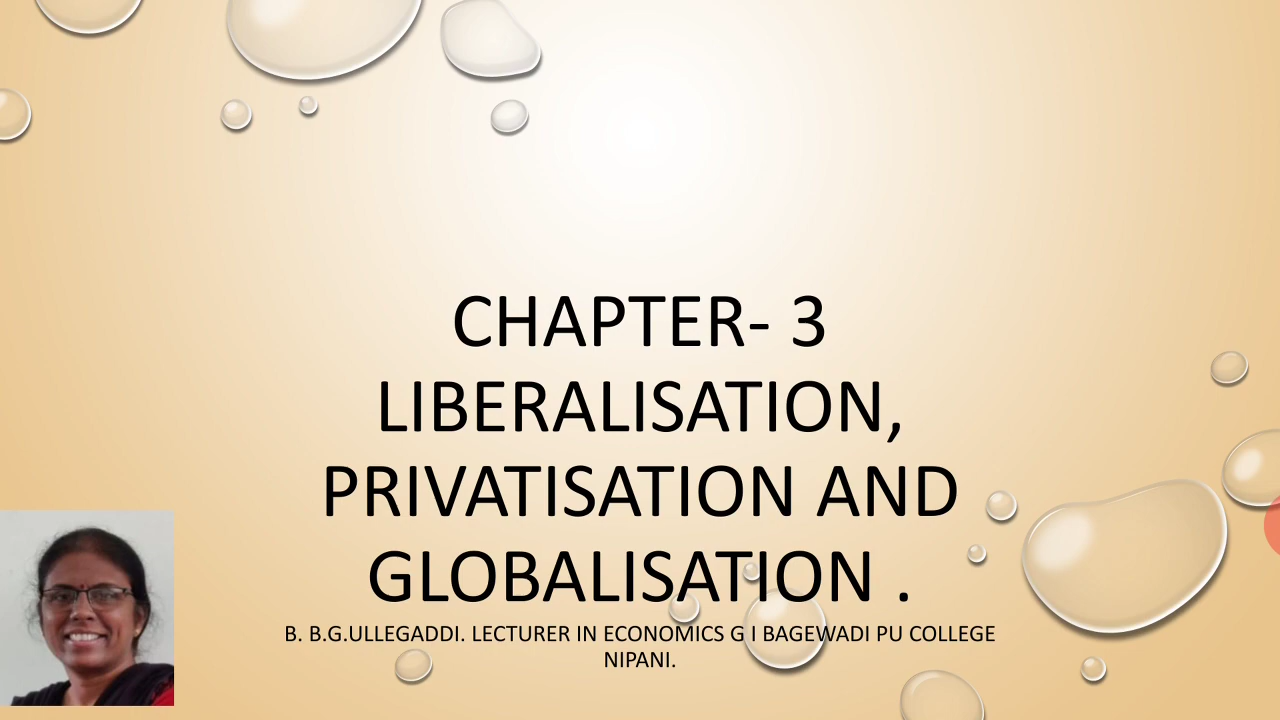 CHAPTER- 3
LIBERALISATION,
PRIVATISATION AND
GLOBALISATION .
B. B.G.ULLEGADDI. LECTURER IN ECONOMICS G I BAGEWADI PU COLLEGE
NIPANI.